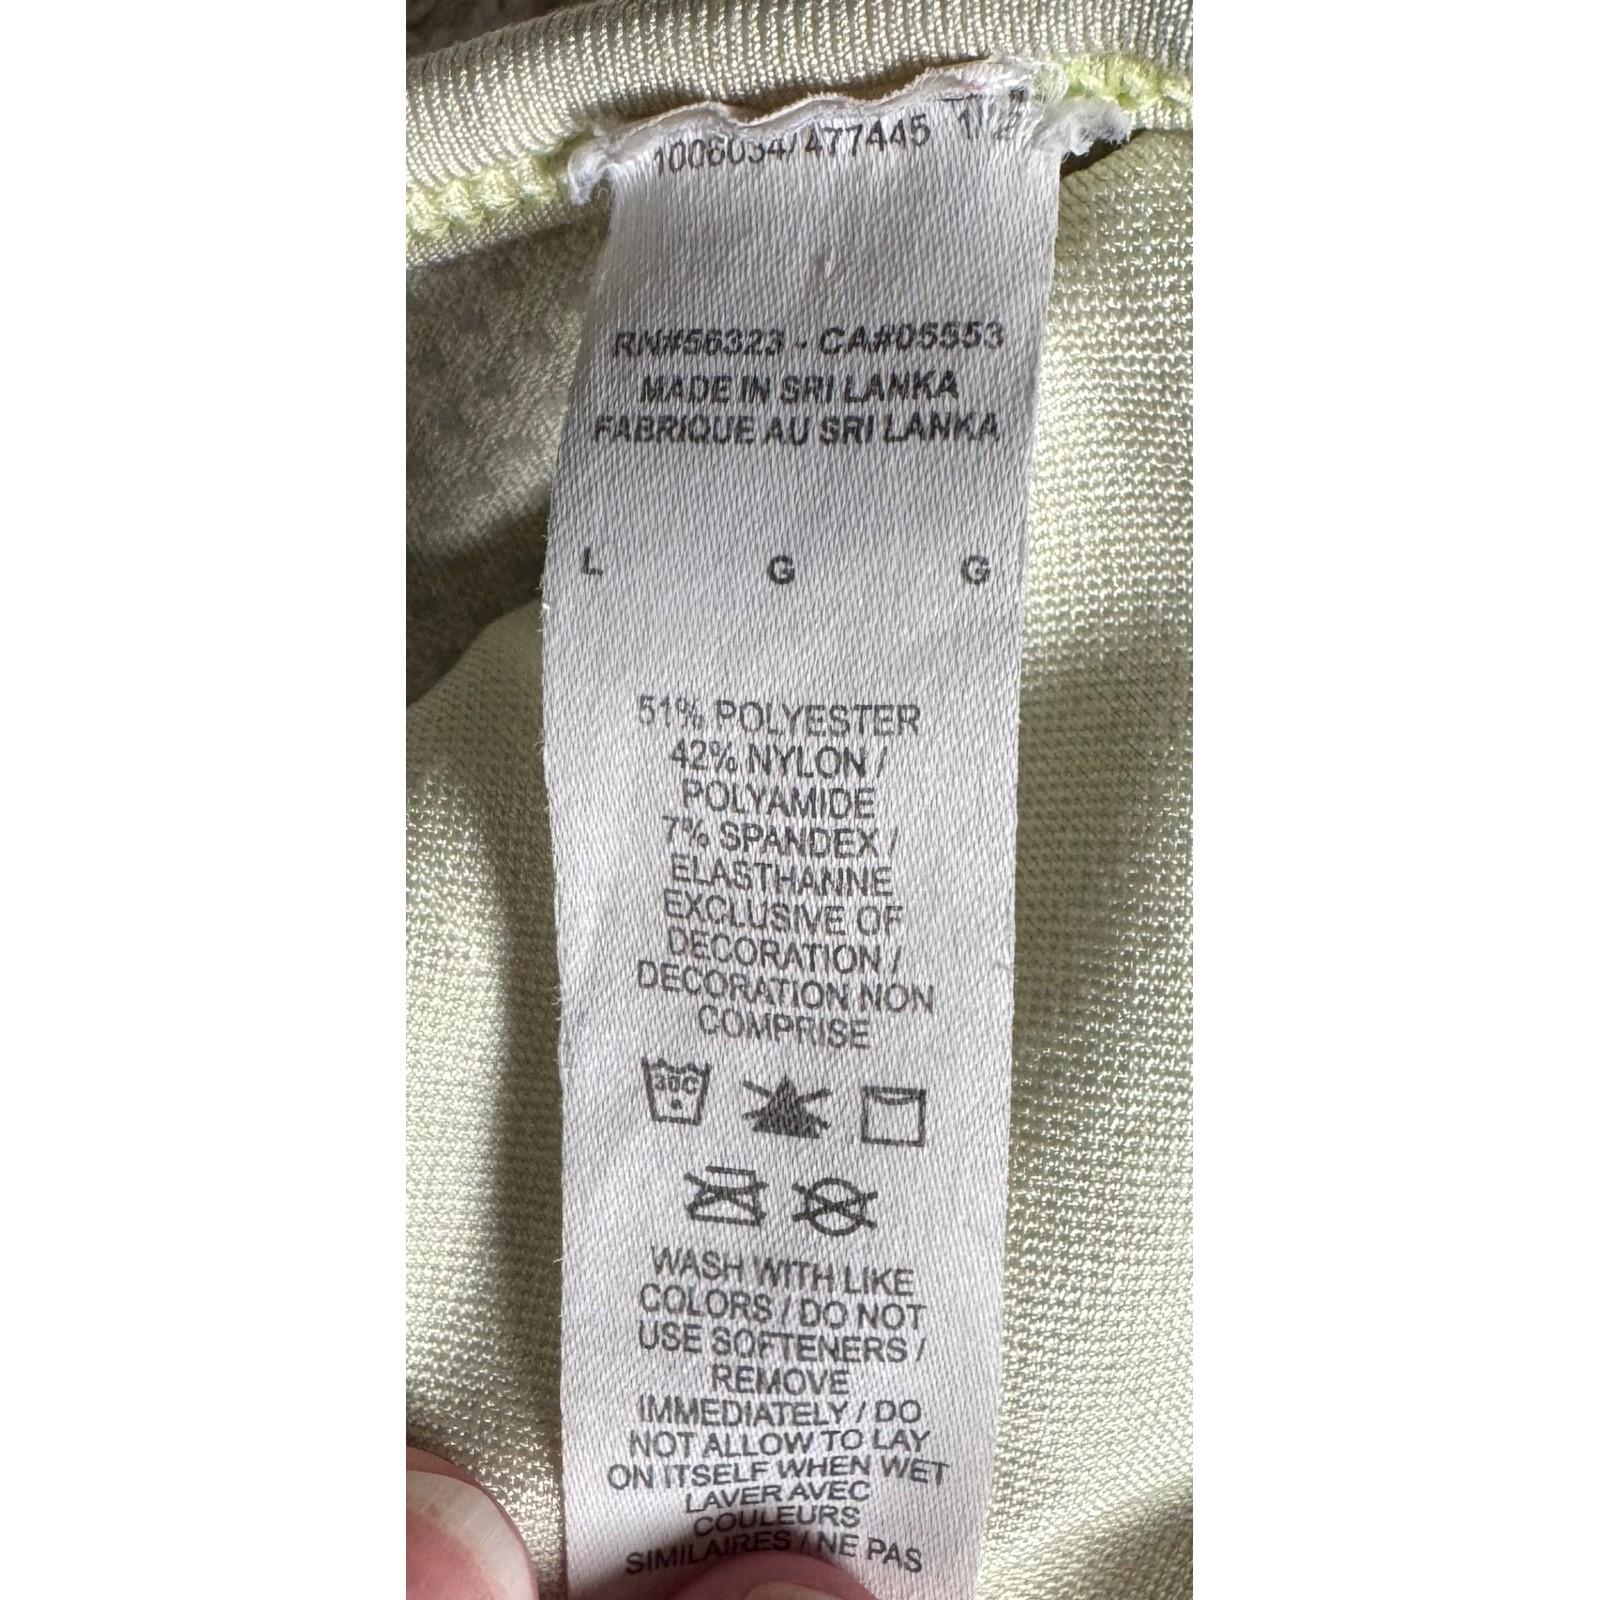 477445
RN#56323 - CA#05553
MADE IN SRI LANKA
FABRIQUE AU SRI LANKA
L G G
51% POLYESTER
42% NYLON /
POLYAMIDE
7% SPANDEX /
ELASTHANNE
EXCLUSIVE OF
DECORATION /
DECORATION NON
COMPRISE
30C
WASH WITH LIKE
COLORS / DO NOT
USE SOFTENERS /
REMOVE
IMMEDIATELY / DO
NOT ALLOW TO LAY
ON ITSELF WHEN WET
LAVER AVEC
COULEURS
SIMILAIRES / NE PAS